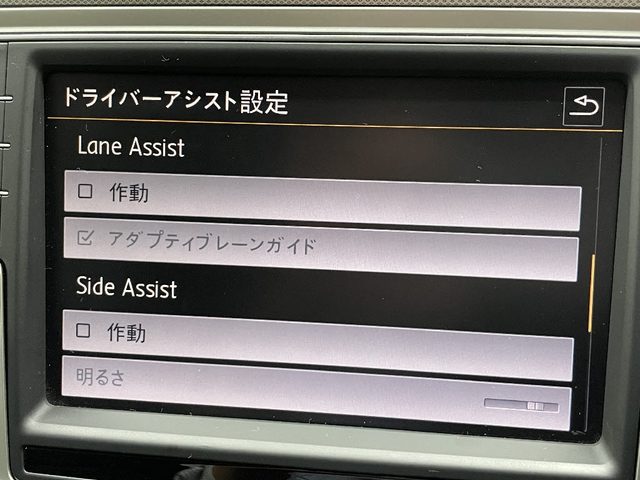 ドライバーアシスト設定
Lane Assist
作動
アダプティブレーンガイド
Side Assist
作動
明るさ